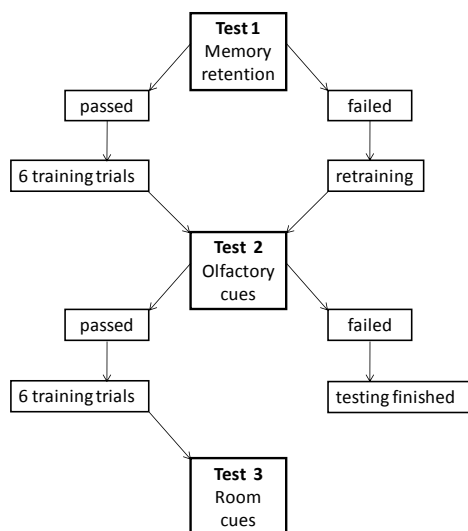 Test 1
Memory
retention
passed
failed
6 training trials
retraining
Test 2
Olfactory
cues
passed
failed
6 training trials
testing finished
Test 3
Room
cues